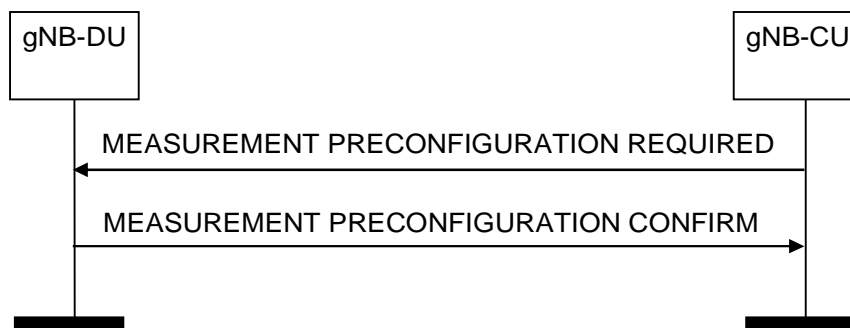 gNB-DU
gNB-CU
MEASUREMENT PRECONFIGURATION REQUIRED
MEASUREMENT PRECONFIGURATION CONFIRM